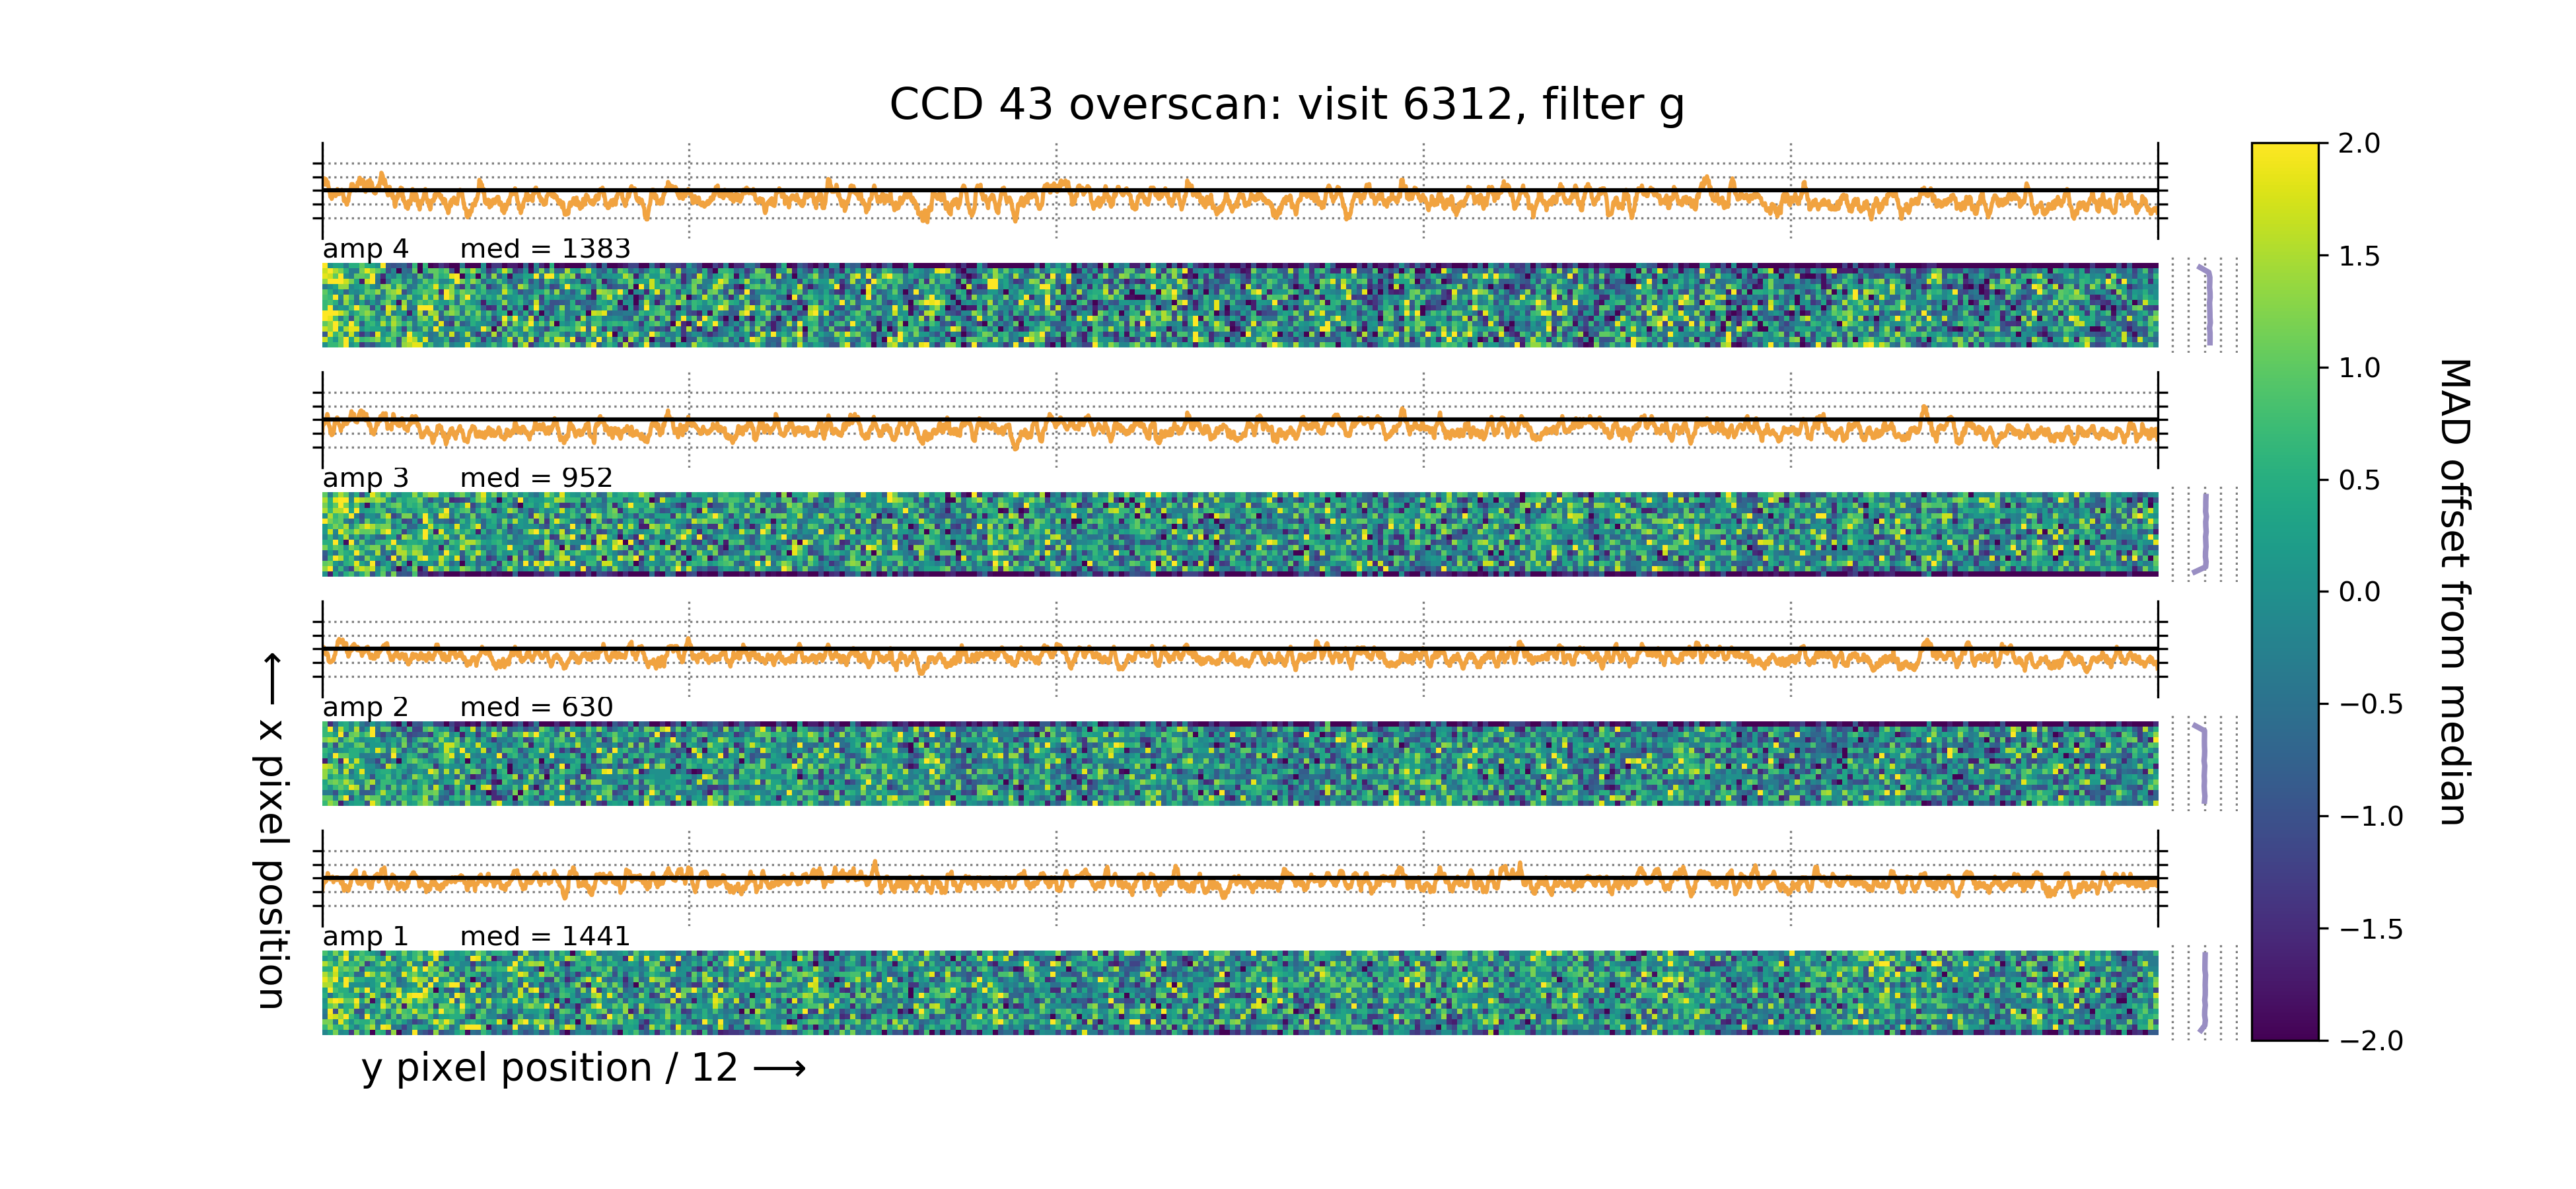 CCD 43 overscan: visit 6312, filter g
amp 4 med = 1383
amp 3 med = 952
amp 2 med = 630
amp 1 med = 1441
x pixel position ⟶
y pixel position / 12 ⟶
2.0
1.5
1.0
0.5
0.0
−0.5
−1.0
−1.5
−2.0
MAD offset from median